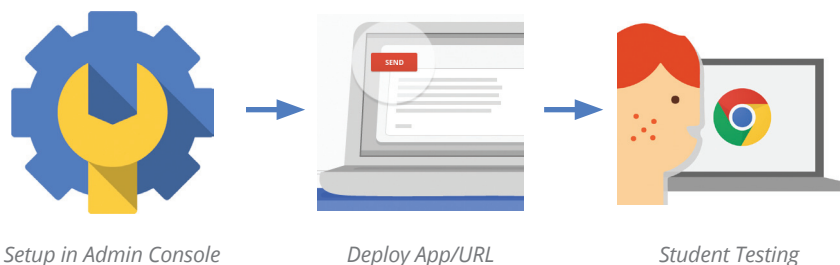 SEND
Setup in Admin Console
Deploy App/URL
Student Testing